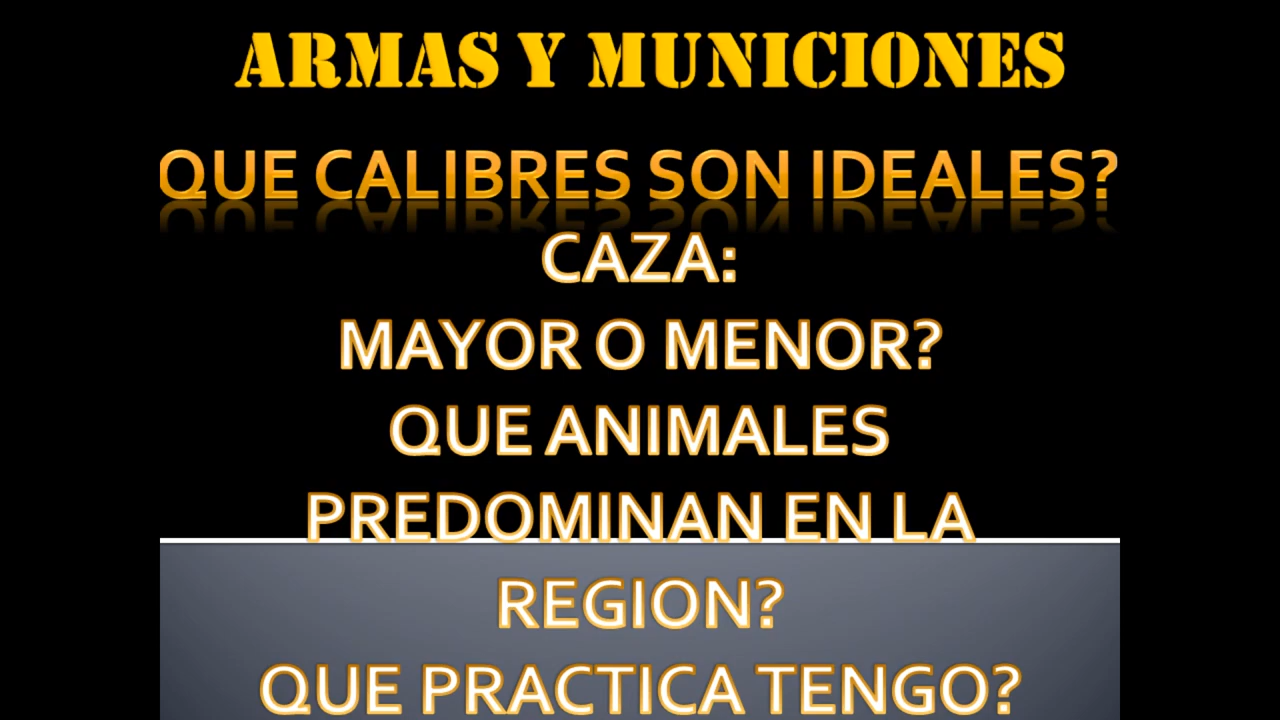 ARMAS Y MUNICIONES
QUE CALIBRES SON IDEALES?
CAZA:
MAYOR O MENOR?
QUE ANIMALES
PREDOMINAN EN LA
REGION?
QUE PRACTICA TENGO?